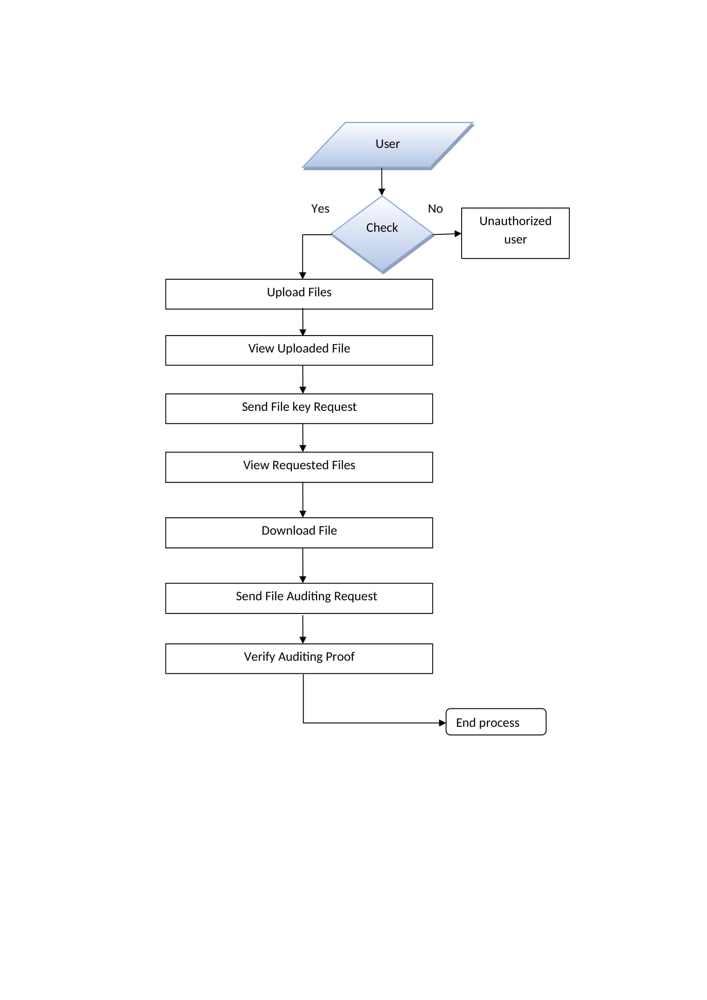 User
Yes
No
Check
Unauthorized
user
Upload Files
View Uploaded File
Send File key Request
View Requested Files
Download File
Send File Auditing Request
Verify Auditing Proof
End process